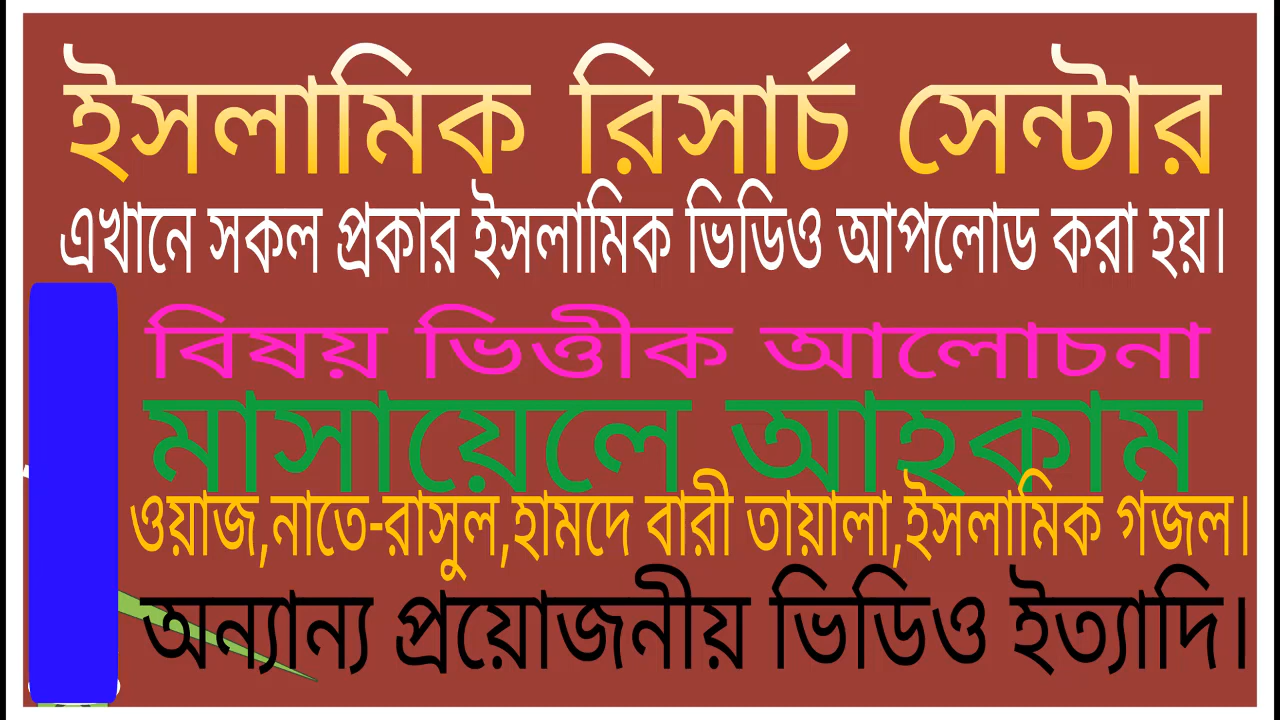 ইসলামিক রিসার্চ সেন্টার
এখানে সকল প্রকার ইসলামিক ভিডিও আপলোড করা হয়।
বিষয় ভিত্তীক আলোচনা
মাসায়েলে আহকাম
ওয়াজ,নাতে-রাসুল,হামদে বারী তায়ালা,ইসলামিক গজল।
অন্যান্য প্রয়োজনীয় ভিডিও ইত্যাদি।